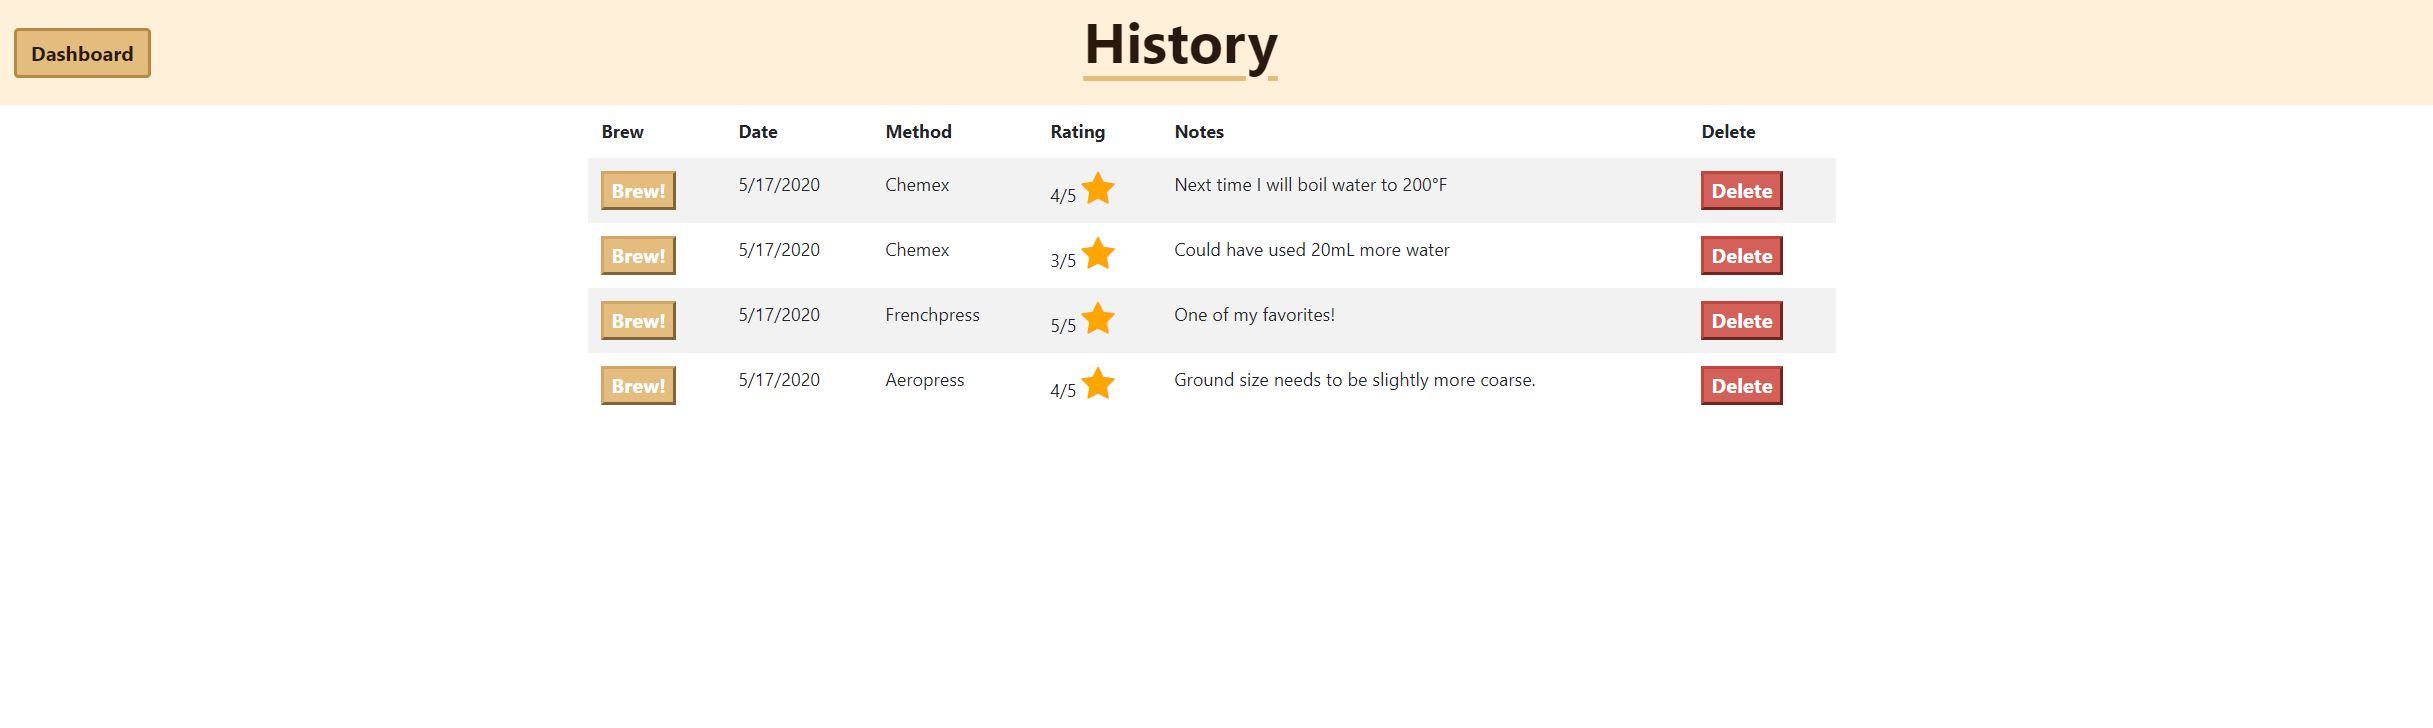 Dashboard
History
Brew Date Method Rating Notes Delete
Brew! 5/17/2020 Chemex 4/5 Next time I will boil water to 200°F Delete
Brew! 5/17/2020 Chemex 3/5 Could have used 20mL more water Delete
Brew! 5/17/2020 Frenchpress 5/5 One of my favorites! Delete
Brew! 5/17/2020 Aeropress 4/5 Ground size needs to be slightly more coarse. Delete